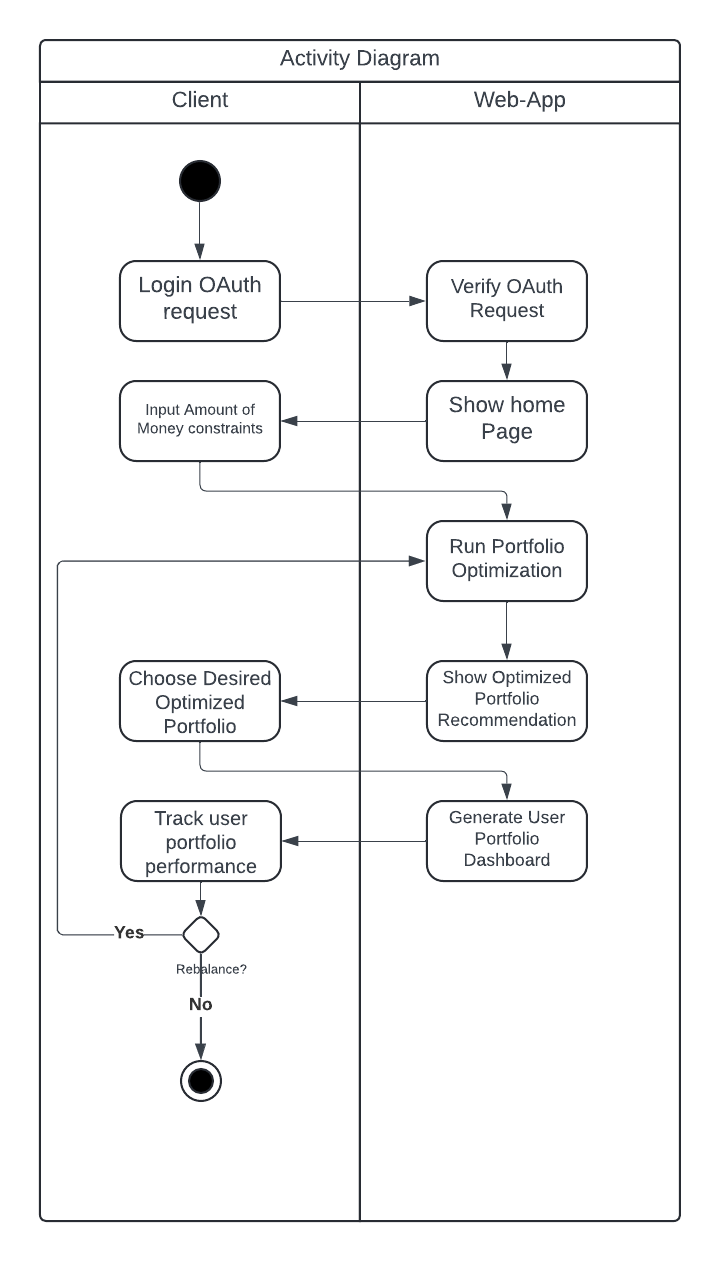 Activity Diagram
Client
Web-App
Login OAuth
request
Verify OAuth
Request
Input Amount of
Money constraints
Show home
Page
Run Portfolio
Optimization
Choose Desired
Optimized
Portfolio
Show Optimized
Portfolio
Recommendation
Track user
portfolio
performance
Generate User
Portfolio
Dashboard
Yes
Rebalance?
No